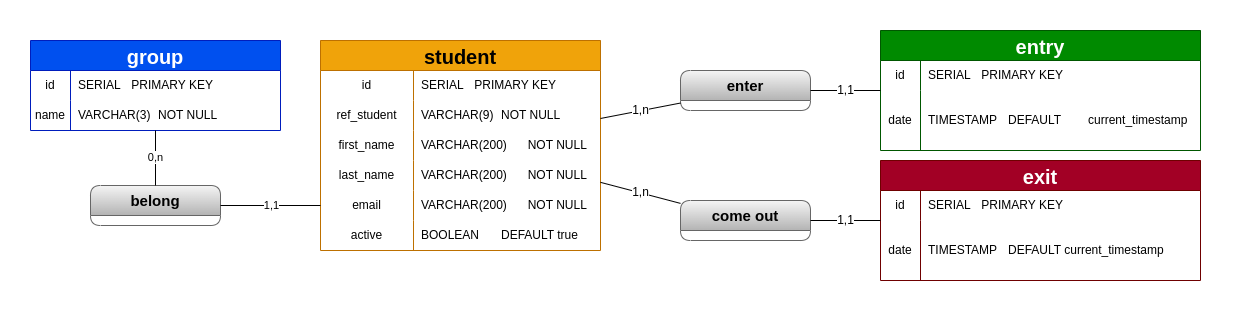 group
id SERIAL PRIMARY KEY
name VARCHAR(3) NOT NULL
0,n
belong
1,1
student
id SERIAL PRIMARY KEY
ref_student VARCHAR(9) NOT NULL
first_name VARCHAR(200) NOT NULL
last_name VARCHAR(200) NOT NULL
email VARCHAR(200) NOT NULL
active BOOLEAN DEFAULT true
1,n
enter
1,1
1,n
come out
1,1
entry
id SERIAL PRIMARY KEY
date TIMESTAMP DEFAULT current_timestamp
exit
id SERIAL PRIMARY KEY
date TIMESTAMP DEFAULT current_timestamp